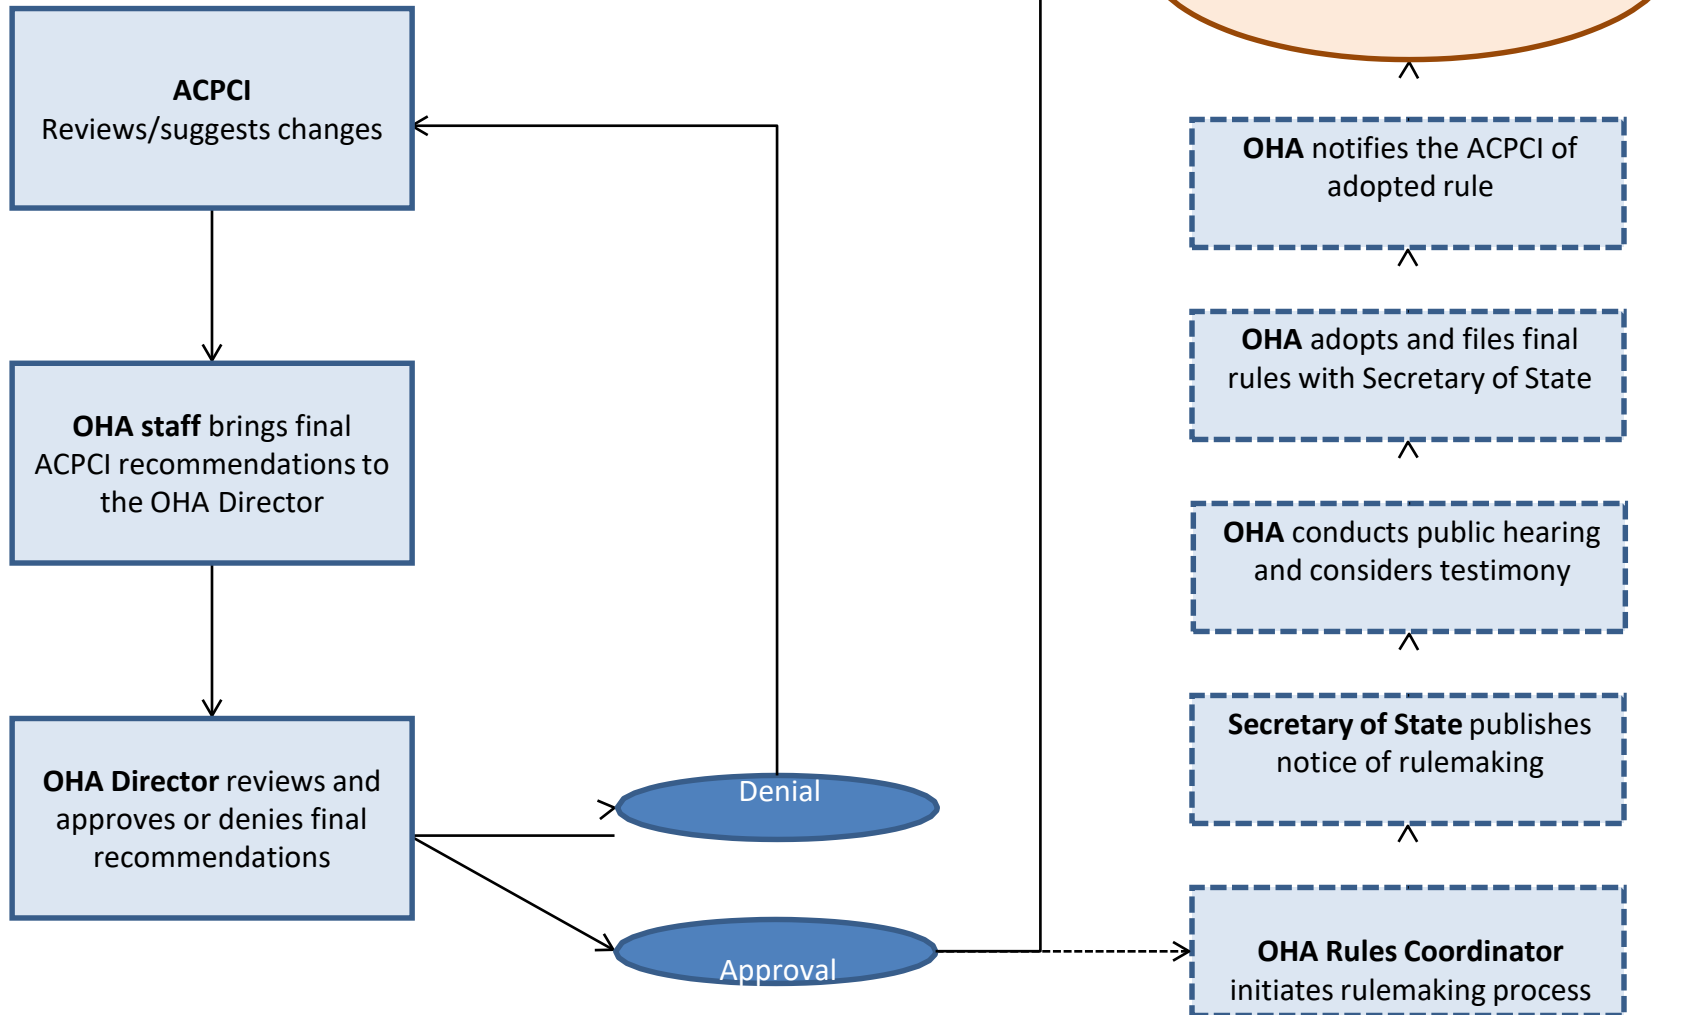 ACPCI
Reviews/suggests changes
OHA staff brings final
ACPCI recommendations to
the OHA Director
OHA Director reviews and
approves or denies final
recommendations
Denial
Approval
OHA notifies the ACPCI of
adopted rule
OHA adopts and files final
rules with Secretary of State
OHA conducts public hearing
and considers testimony
Secretary of State publishes
notice of rulemaking
OHA Rules Coordinator
initiates rulemaking process